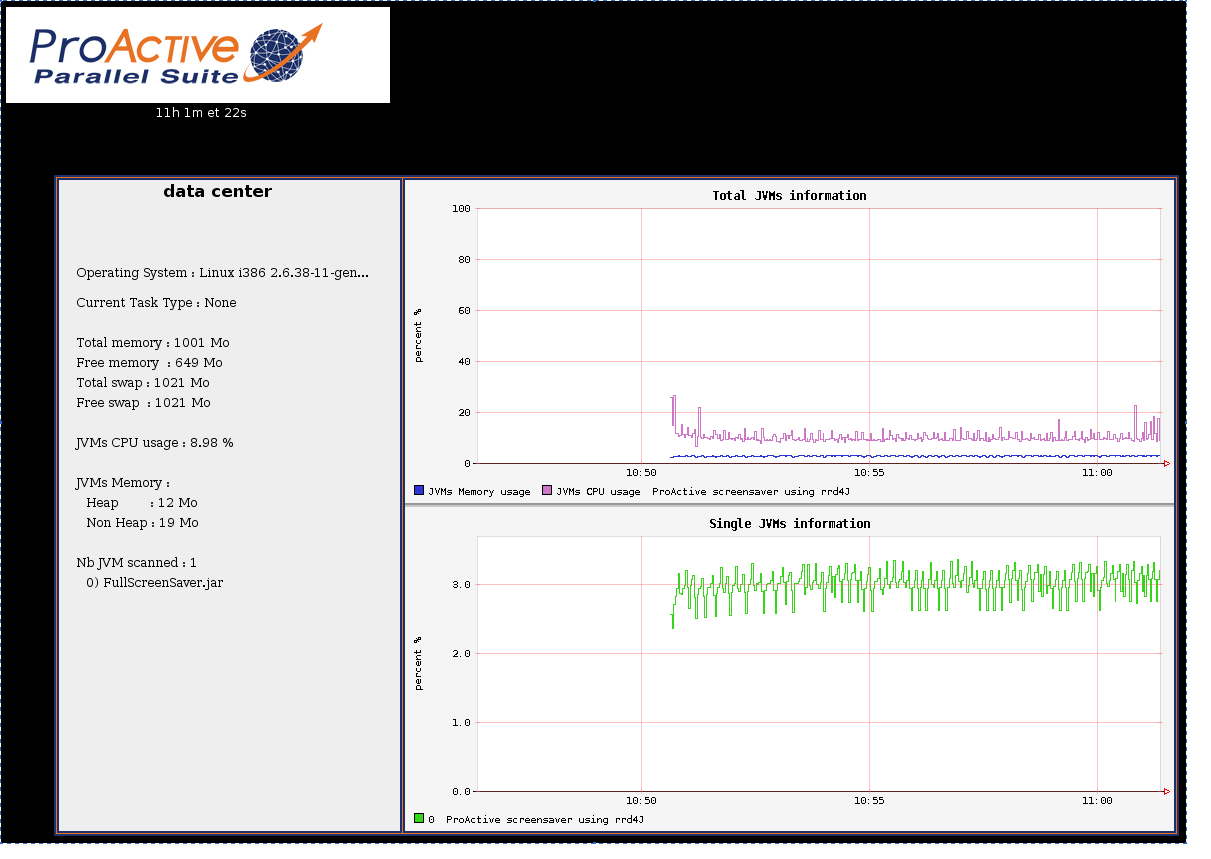 ProActive
Parallel Suite
11h 1m et 22s
data center
Operating System : Linux i386 2.6.38-11-gen...
Current Task Type : None
Total memory : 1001 Mo
Free memory : 649 Mo
Total swap : 1021 Mo
Free swap : 1021 Mo
JVMs CPU usage : 8.98 %
JVMs Memory :
Heap : 12 Mo
Non Heap : 19 Mo
Nb JVM scanned : 1
0) FullScreenSaver.jar
Total JVMs information
100
80
60
40
20
0
percent %
10:50 10:55 11:00
JVMs Memory usage JVMs CPU usage ProActive screensaver using rrd4J
Single JVMs information
3.0
2.0
1.0
0.0
percent %
10:50 10:55 11:00
0 ProActive screensaver using rrd4J